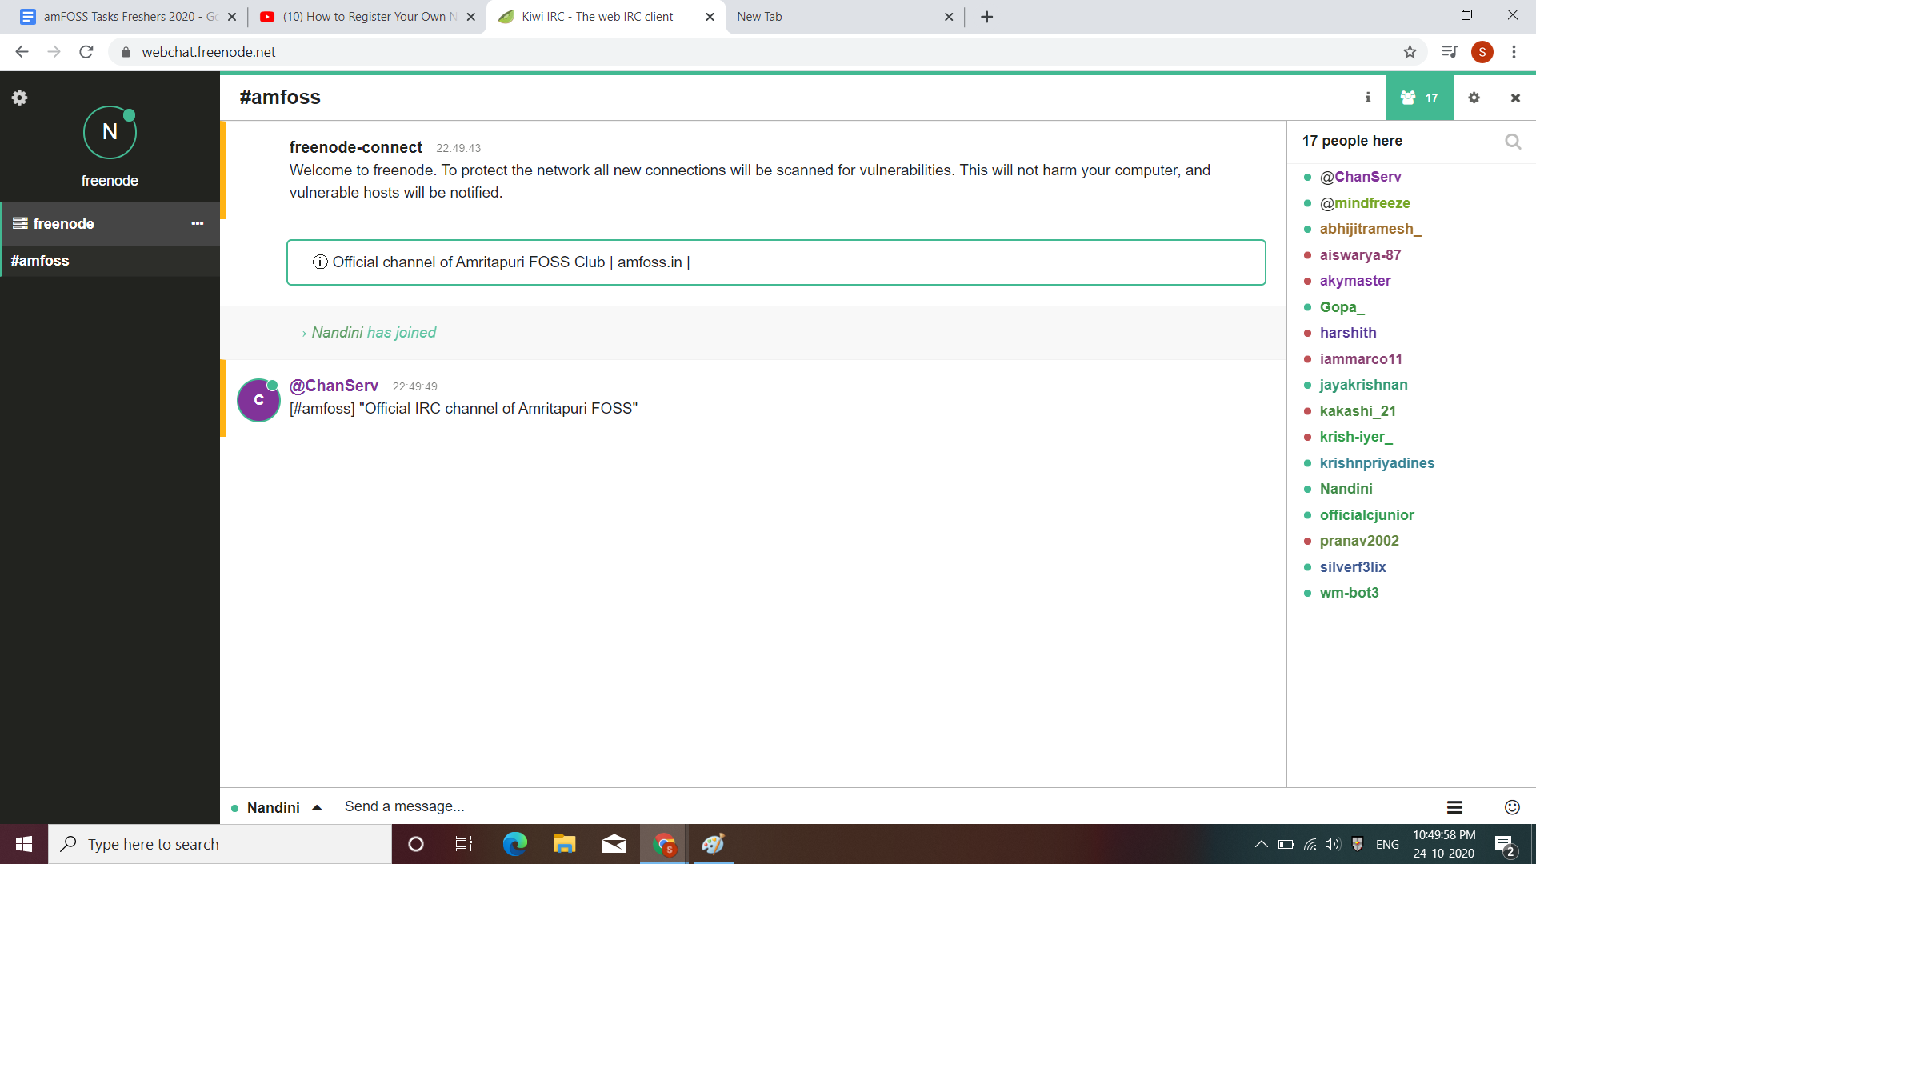 amFOSS Tasks Freshers 2020 - Go
(10) How to Register Your Own N
Kiwi IRC - The web IRC client
New Tab
webchat.freenode.net
S
N
freenode
freenode
#amfoss
#amfoss
17
freenode-connect 22:49:43
Welcome to freenode. To protect the network all new connections will be scanned for vulnerabilities. This will not harm your computer, and
vulnerable hosts will be notified.
Official channel of Amritapuri FOSS Club | amfoss.in |
Nandini has joined
C
@ChanServ 22:49:49
[#amfoss] "Official IRC channel of Amritapuri FOSS"
17 people here
@ChanServ
@mindfreeze
abhijitramesh_
aiswarya-87
akymaster
Gopa_
harshith
iammarco11
jayakrishnan
kakashi_21
krish-iyer_
krishnpriyadines
Nandini
officialcjunior
pranav2002
silverf3lix
wm-bot3
Nandini
Send a message...
Type here to search
S
ENG
10:49:58 PM
24-10-2020
2